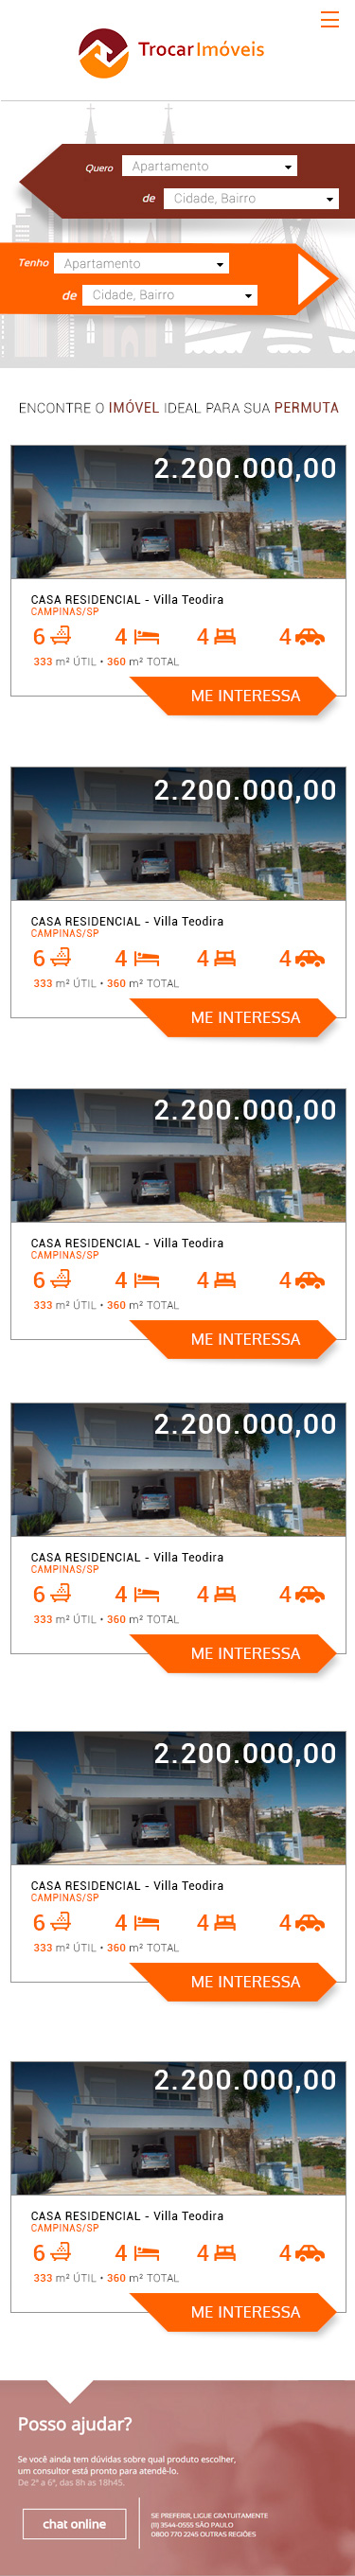 Trocar Imóveis
Quero Apartamento
de Cidade, Bairro
Tenho Apartamento
de Cidade, Bairro
ENCONTRE O IMÓVEL IDEAL PARA SUA PERMUTA
2.200.000,00
CASA RESIDENCIAL - Villa Teodira
CAMPINAS/SP
6 4 4 4
333 m² ÚTIL • 360 m² TOTAL
ME INTERESSA
2.200.000,00
CASA RESIDENCIAL - Villa Teodira
CAMPINAS/SP
6 4 4 4
333 m² ÚTIL • 360 m² TOTAL
ME INTERESSA
2.200.000,00
CASA RESIDENCIAL - Villa Teodira
CAMPINAS/SP
6 4 4 4
333 m² ÚTIL • 360 m² TOTAL
ME INTERESSA
2.200.000,00
CASA RESIDENCIAL - Villa Teodira
CAMPINAS/SP
6 4 4 4
333 m² ÚTIL • 360 m² TOTAL
ME INTERESSA
2.200.000,00
CASA RESIDENCIAL - Villa Teodira
CAMPINAS/SP
6 4 4 4
333 m² ÚTIL • 360 m² TOTAL
ME INTERESSA
2.200.000,00
CASA RESIDENCIAL - Villa Teodira
CAMPINAS/SP
6 4 4 4
333 m² ÚTIL • 360 m² TOTAL
ME INTERESSA
Posso ajudar?
Se você ainda tem dúvidas sobre qual produto escolher,
um consultor está pronto para atendê-lo.
De 2ª a 6ª, das 8h as 18h45.
chat online
SE PREFERIR, LIGUE GRATUITAMENTE
(11) 3544-0555 SÃO PAULO
0800 770 2245 OUTRAS REGIÕES